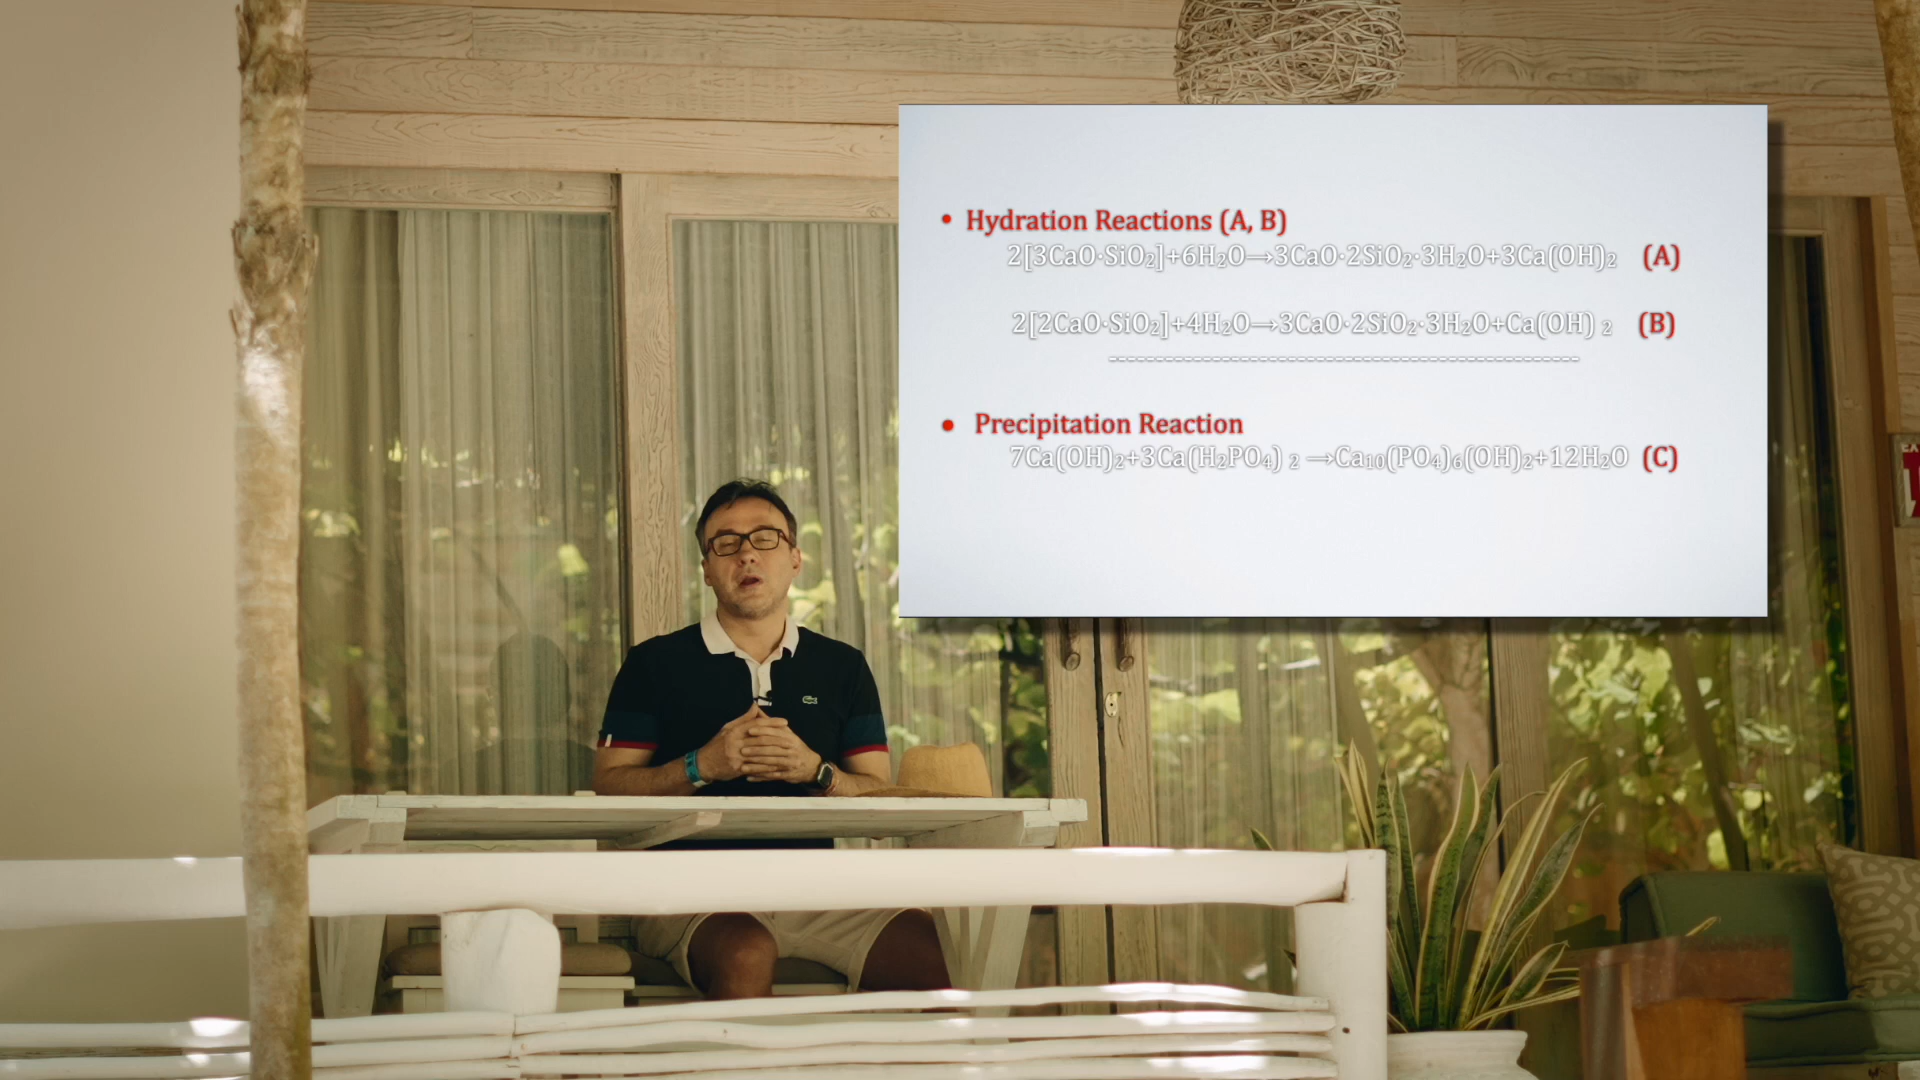 • Hydration Reactions (A, B)
2[3CaO·SiO₂]+6H₂O→3CaO·2SiO₂·3H₂O+3Ca(OH)₂ (A)
2[2CaO·SiO₂]+4H₂O→3CaO·2SiO₂·3H₂O+Ca(OH) ₂ (B)
--------------------------------------------------
• Precipitation Reaction
7Ca(OH)₂+3Ca(H₂PO₄) ₂ →Ca₁₀(PO₄)₆(OH)₂+12H₂O (C)